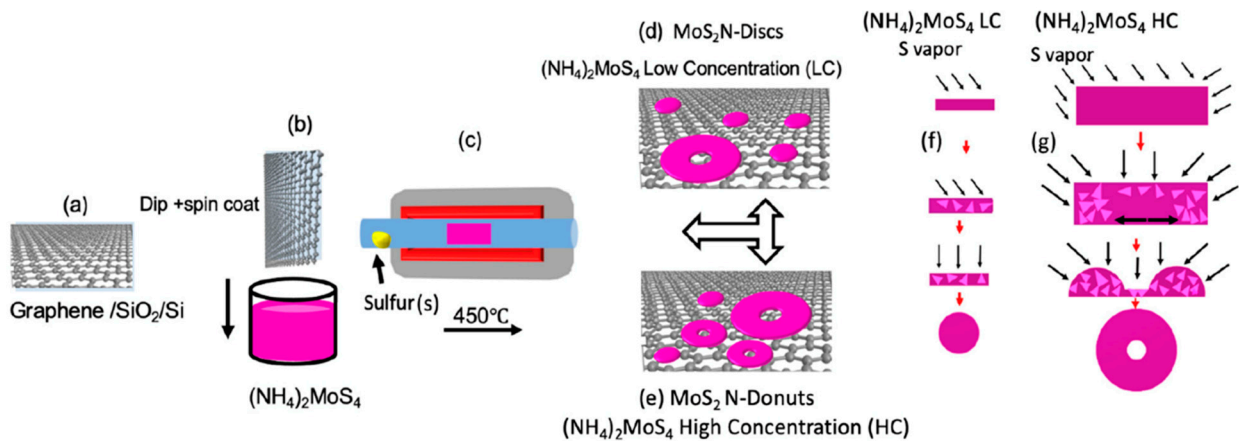 (a)
Graphene /SiO₂/Si
(b)
Dip +spin coat
(NH₄)₂MoS₄
(c)
Sulfur(s)
450℃
(d) MoS₂N-Discs
(NH₄)₂MoS₄ Low Concentration (LC)
(e) MoS₂ N-Donuts
(NH₄)₂MoS₄ High Concentration (HC)
(NH₄)₂MoS₄ LC
S vapor
(f)
(NH₄)₂MoS₄ HC
S vapor
(g)